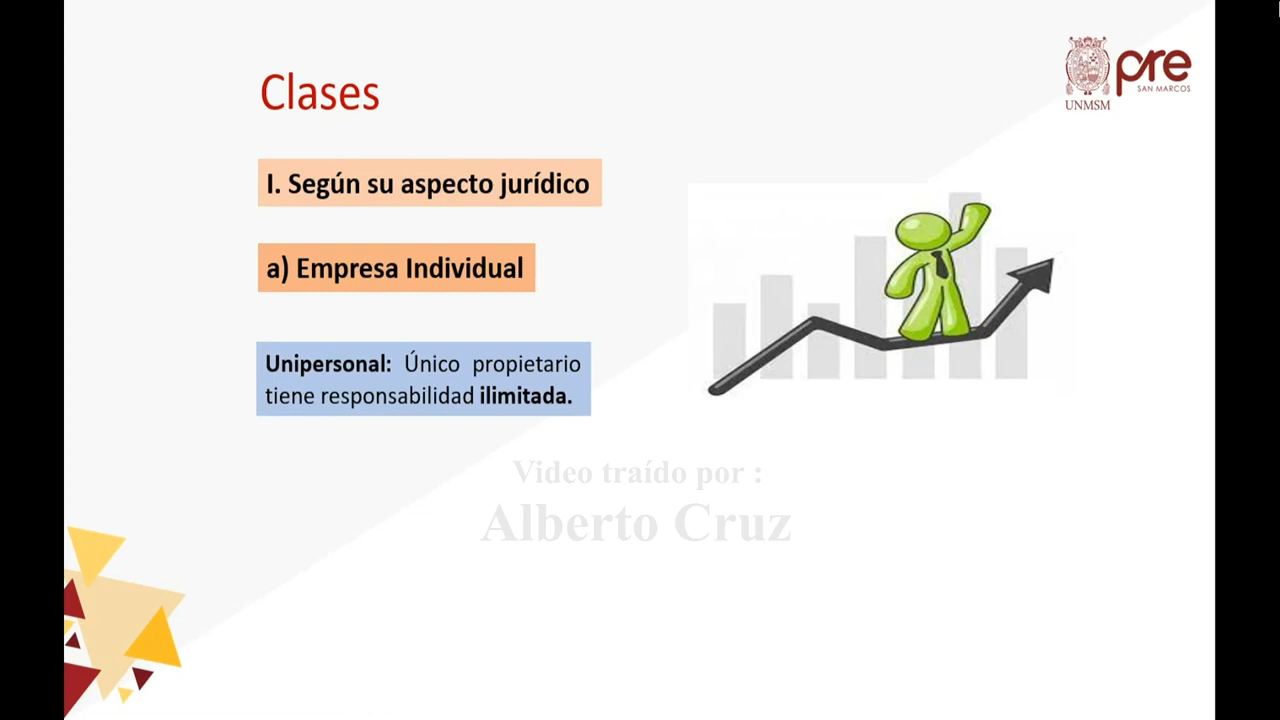 Clases
UNMSM
pre
SAN MARCOS
I. Según su aspecto jurídico
a) Empresa Individual
Unipersonal: Único propietario
tiene responsabilidad ilimitada.
Video traído por :
Alberto Cruz